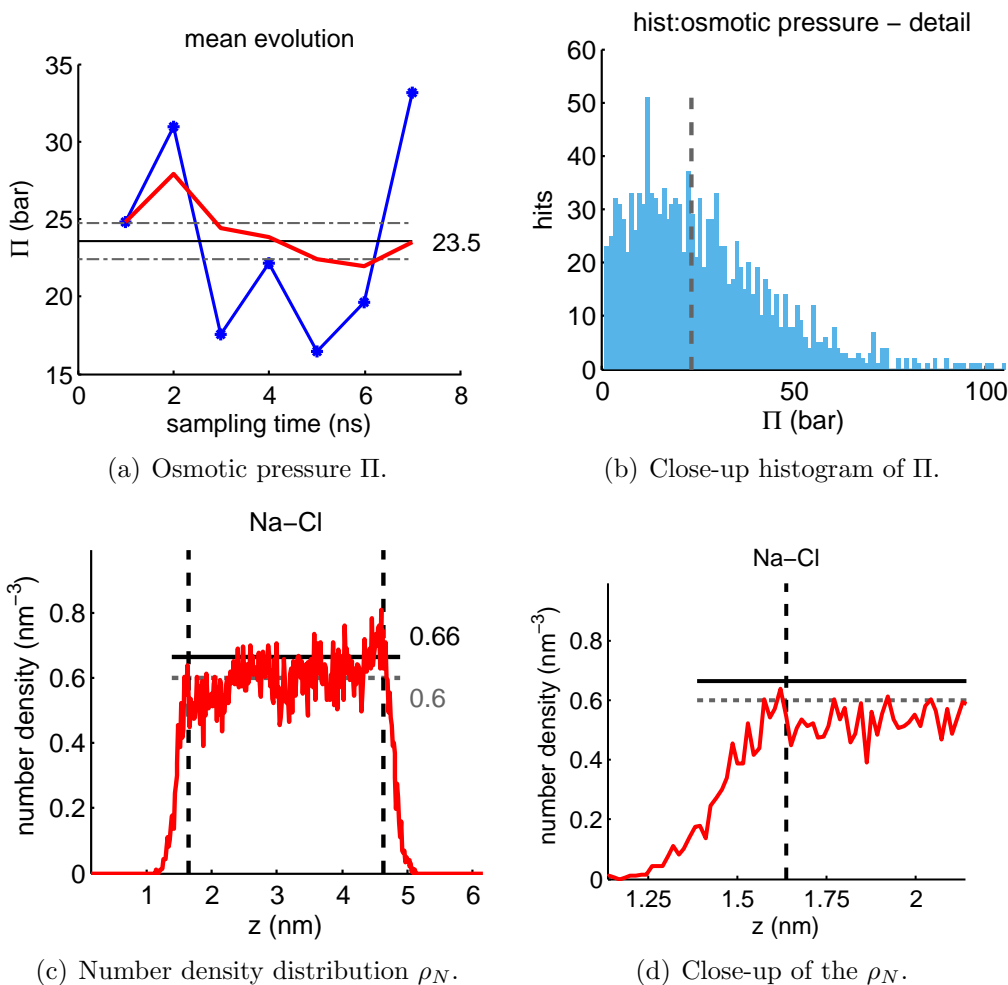 mean evolution
35
30
25
20
15
Π (bar)
23.5
0 2 4 6 8
sampling time (ns)
(a) Osmotic pressure Π.
hist:osmotic pressure − detail
60
50
40
30
20
10
0
hits
0 50 100
Π (bar)
(b) Close-up histogram of Π.
Na−Cl
0.8
0.6
0.4
0.2
0
number density (nm⁻³)
0.66
0.6
1 2 3 4 5 6
z (nm)
(c) Number density distribution ρ_N.
Na−Cl
0.8
0.6
0.4
0.2
0
number density (nm⁻³)
1.25 1.5 1.75 2
z (nm)
(d) Close-up of the ρ_N.